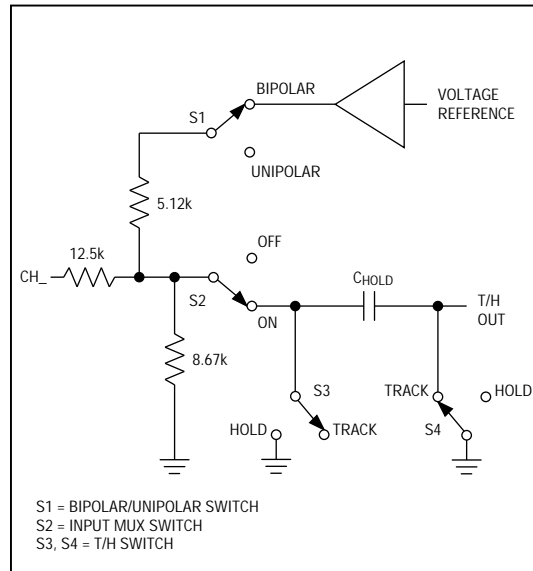 BIPOLAR
VOLTAGE
REFERENCE
S1
UNIPOLAR
5.12k
12.5k
OFF
CH_
CHOLD
S2
T/H
OUT
ON
8.67k
S3
TRACK
HOLD
HOLD
TRACK
S4
S1 = BIPOLAR/UNIPOLAR SWITCH
S2 = INPUT MUX SWITCH
S3, S4 = T/H SWITCH